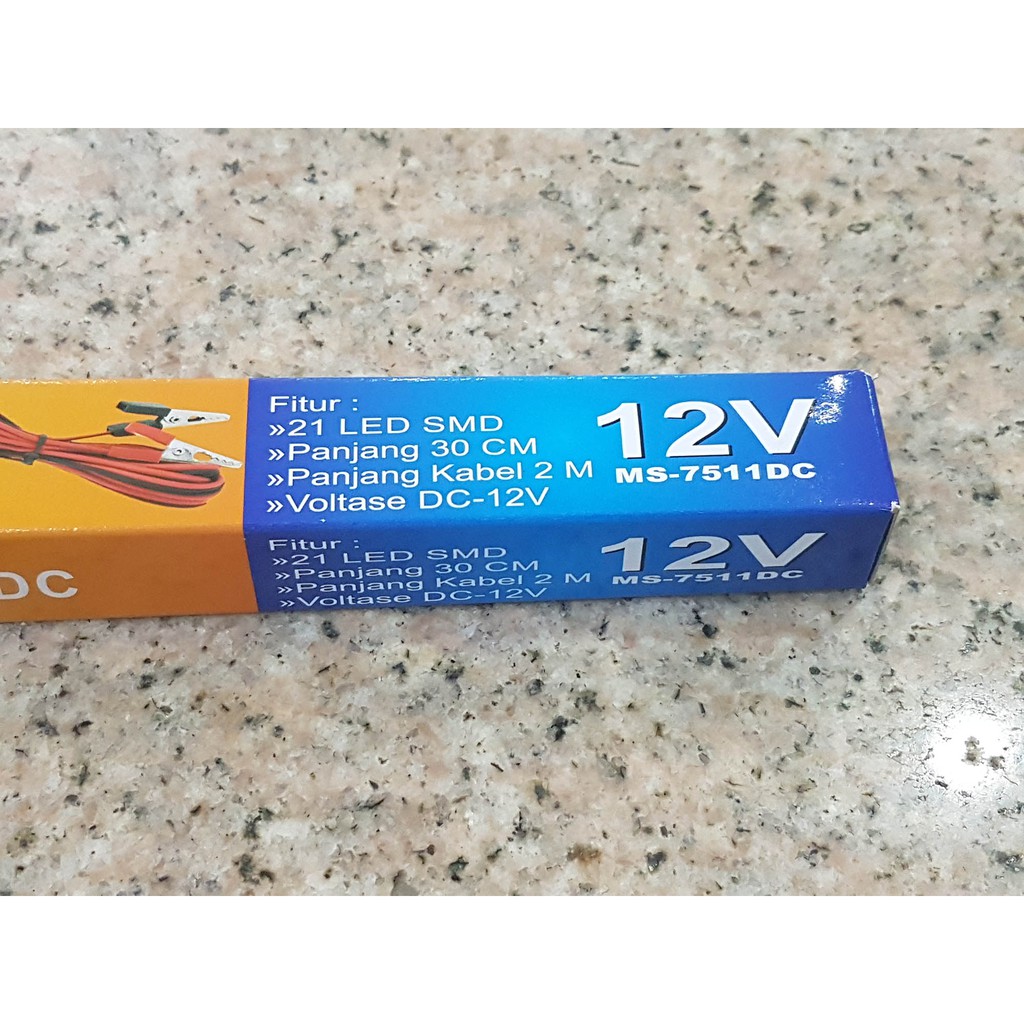 Fitur :
»21 LED SMD
»Panjang 30 CM
»Panjang Kabel 2 M
»Voltase DC-12V
12V
MS-7511DC
DC
Fitur :
»21 LED SMD
»Panjang 30 CM
»Panjang Kabel 2 M
»Voltase DC-12V
12V
MS-7511DC